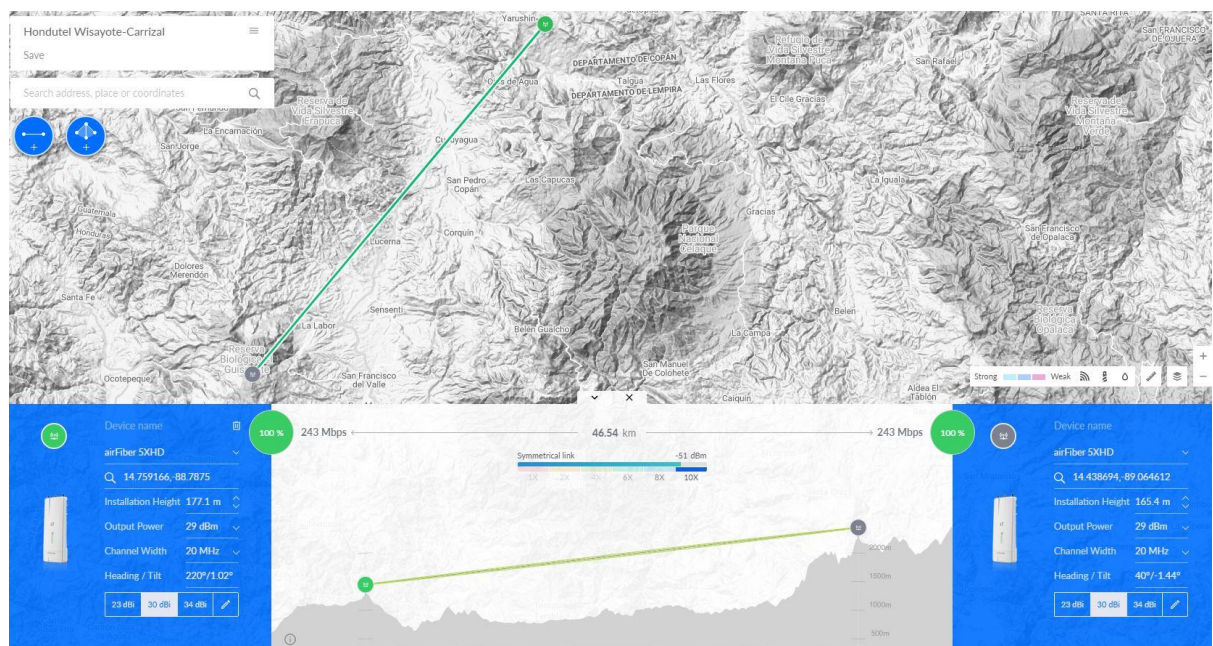 Hondutel Wisayote-Carrizal
Save
Search address, place or coordinates
Yarushin
DEPARTAMENTO DE COPÁN
DEPARTAMENTO DE LEMPIRA
Talgua
Las Flores
Refugio de
Vida Silvestre
Montaña Puca
San Rafael
SANTA RITA
San FRANCISCO
DE OJUERA
El Cile Gracias
Reserva de
Vida Silvestre
Erapuca
Reserva de
Vida Silvestre
Montaña
Verde
La Encarnación
San Jorge
San Pedro
Copán
Las Capucas
La Iguala
Guatemala
Honduras
Corquín
Gracias
Parque
Nacional
Celaque
San Francisco
de Opalaca
Lucerna
Dolores
Merendón
Santa Fe
Sensenti
La Labor
Belen Gualcho
Belen
La Campa
Reserva
Biológica
Opalaca
Reserva
Ocotepeque
San Francisco
del Valle
San Manuel
De Colohete
Caiquín
Aldea El
Tablón
Strong
Weak
+
−
Device name
airFiber 5XHD
14.759166,-88.7875
Installation Height 177.1 m
Output Power 29 dBm
Channel Width 20 MHz
Heading / Tilt 220°/1.02°
23 dBi 30 dBi 34 dBi
100 %
243 Mbps
46.54 km
243 Mbps
100 %
Symmetrical link -51 dBm
1X 2X 4X 6X 8X 10X
2000m
1500m
1000m
500m
Device name
airFiber 5XHD
14.438694,-89.064612
Installation Height 165.4 m
Output Power 29 dBm
Channel Width 20 MHz
Heading / Tilt 40°/-1.44°
23 dBi 30 dBi 34 dBi